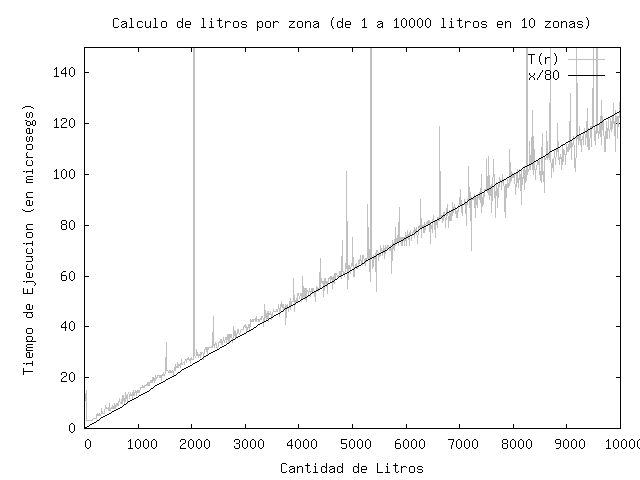 Calculo de litros por zona (de 1 a 10000 litros en 10 zonas)
T(r)
x/80
140
120
100
80
60
40
20
0
Tiempo de Ejecucion (en microsegs)
0 1000 2000 3000 4000 5000 6000 7000 8000 9000 10000
Cantidad de Litros